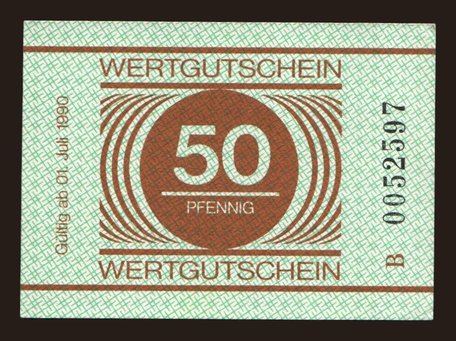 WERTGUTSCHEIN
50
PFENNIG
WERTGUTSCHEIN
Gültig ab 01. Juli 1990
B 0052597